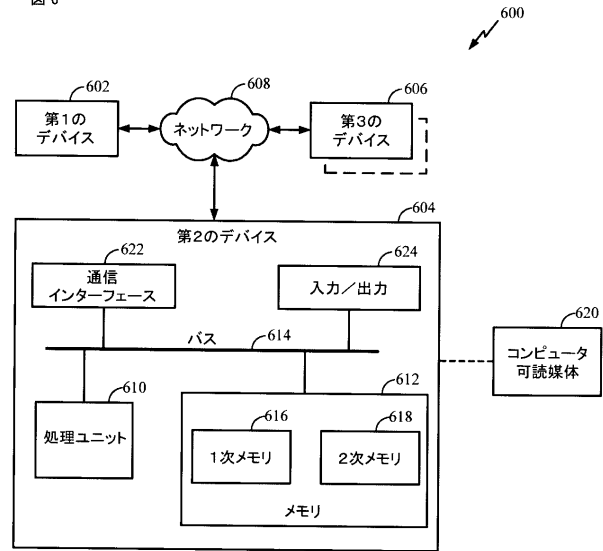 図6
600
602
608
606
第1の
デバイス
ネットワーク
第3の
デバイス
604
第2のデバイス
622
通信
インターフェース
624
入力／出力
バス
614
620
コンピュータ
可読媒体
610
処理ユニット
612
616
1次メモリ
618
2次メモリ
メモリ